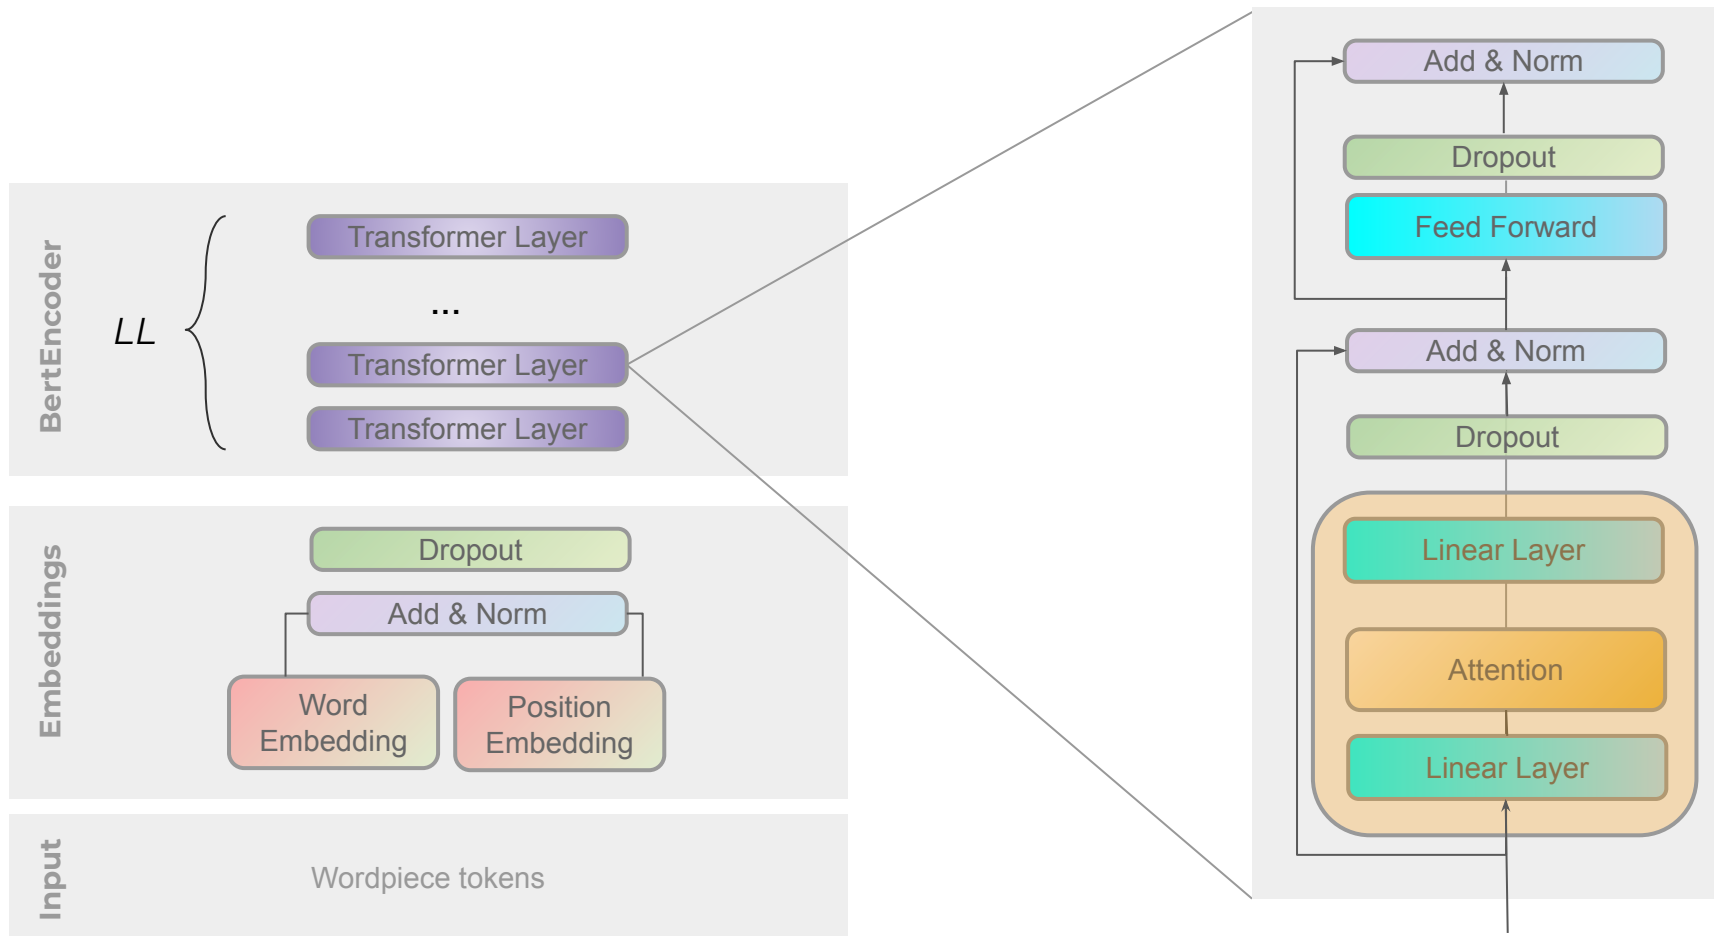 BertEncoder
LL
Transformer Layer
...
Transformer Layer
Transformer Layer
Embeddings
Dropout
Add & Norm
Word
Embedding
Position
Embedding
Input
Wordpiece tokens
Add & Norm
Dropout
Feed Forward
Add & Norm
Dropout
Linear Layer
Attention
Linear Layer